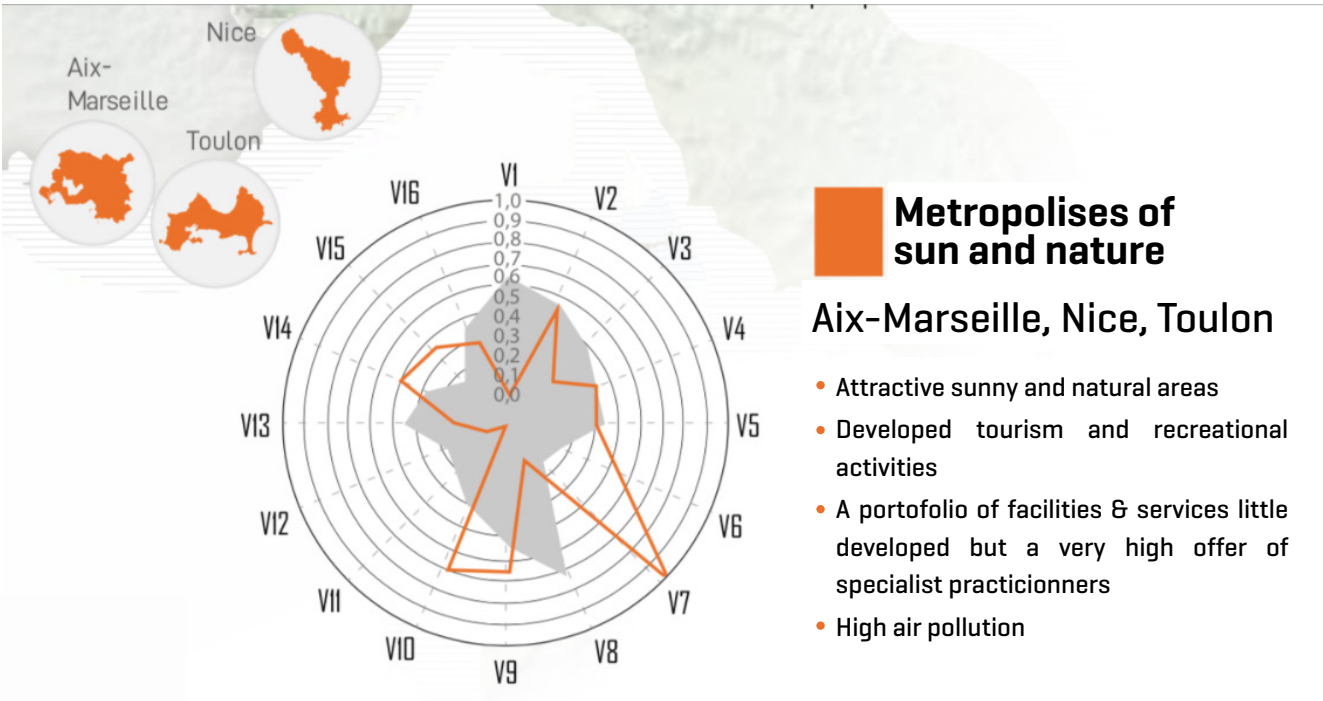 Nice
Aix-
Marseille
Toulon
V1
V2
V3
V4
V5
V6
V7
V8
V9
V10
V11
V12
V13
V14
V15
V16
1,0
0,9
0,8
0,7
0,6
0,5
0,4
0,3
0,2
0,1
0,0
Metropolises of
sun and nature
Aix-Marseille, Nice, Toulon
• Attractive sunny and natural areas
• Developed tourism and recreational
activities
• A portofolio of facilities & services little
developed but a very high offer of
specialist practicionners
• High air pollution